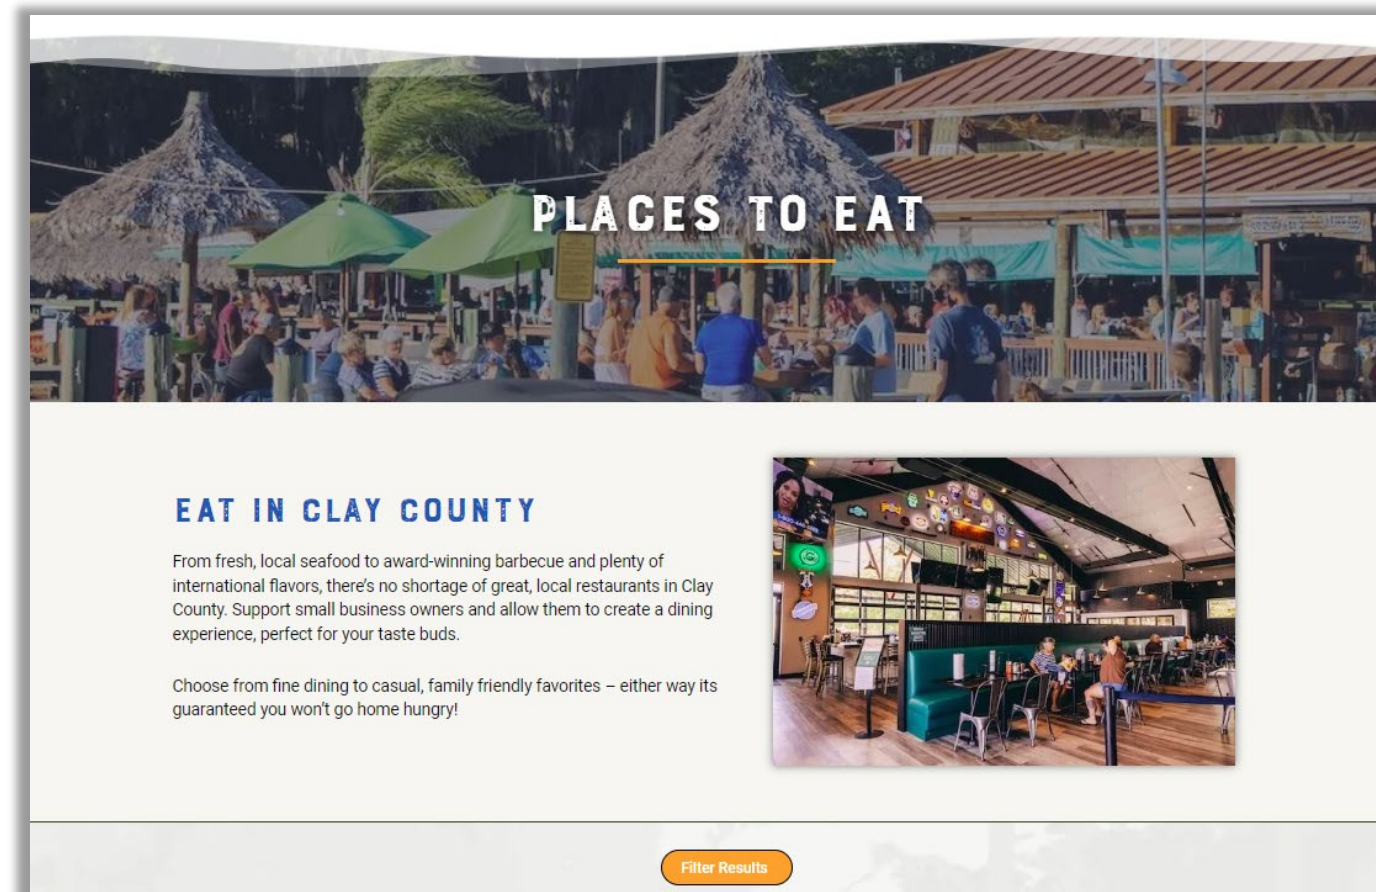 PLACES TO EAT
EAT IN CLAY COUNTY
From fresh, local seafood to award-winning barbecue and plenty of
international flavors, there's no shortage of great, local restaurants in Clay
County. Support small business owners and allow them to create a dining
experience, perfect for your taste buds.
Choose from fine dining to casual, family friendly favorites – either way its
guaranteed you won't go home hungry!
Filter Results